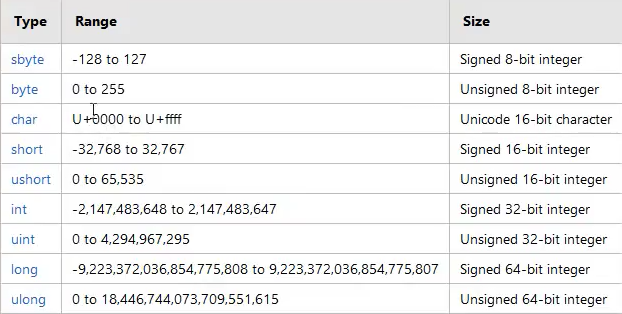 Type Range Size
sbyte -128 to 127 Signed 8-bit integer
byte 0 to 255 Unsigned 8-bit integer
char U+0000 to U+ffff Unicode 16-bit character
short -32,768 to 32,767 Signed 16-bit integer
ushort 0 to 65,535 Unsigned 16-bit integer
int -2,147,483,648 to 2,147,483,647 Signed 32-bit integer
uint 0 to 4,294,967,295 Unsigned 32-bit integer
long -9,223,372,036,854,775,808 to 9,223,372,036,854,775,807 Signed 64-bit integer
ulong 0 to 18,446,744,073,709,551,615 Unsigned 64-bit integer